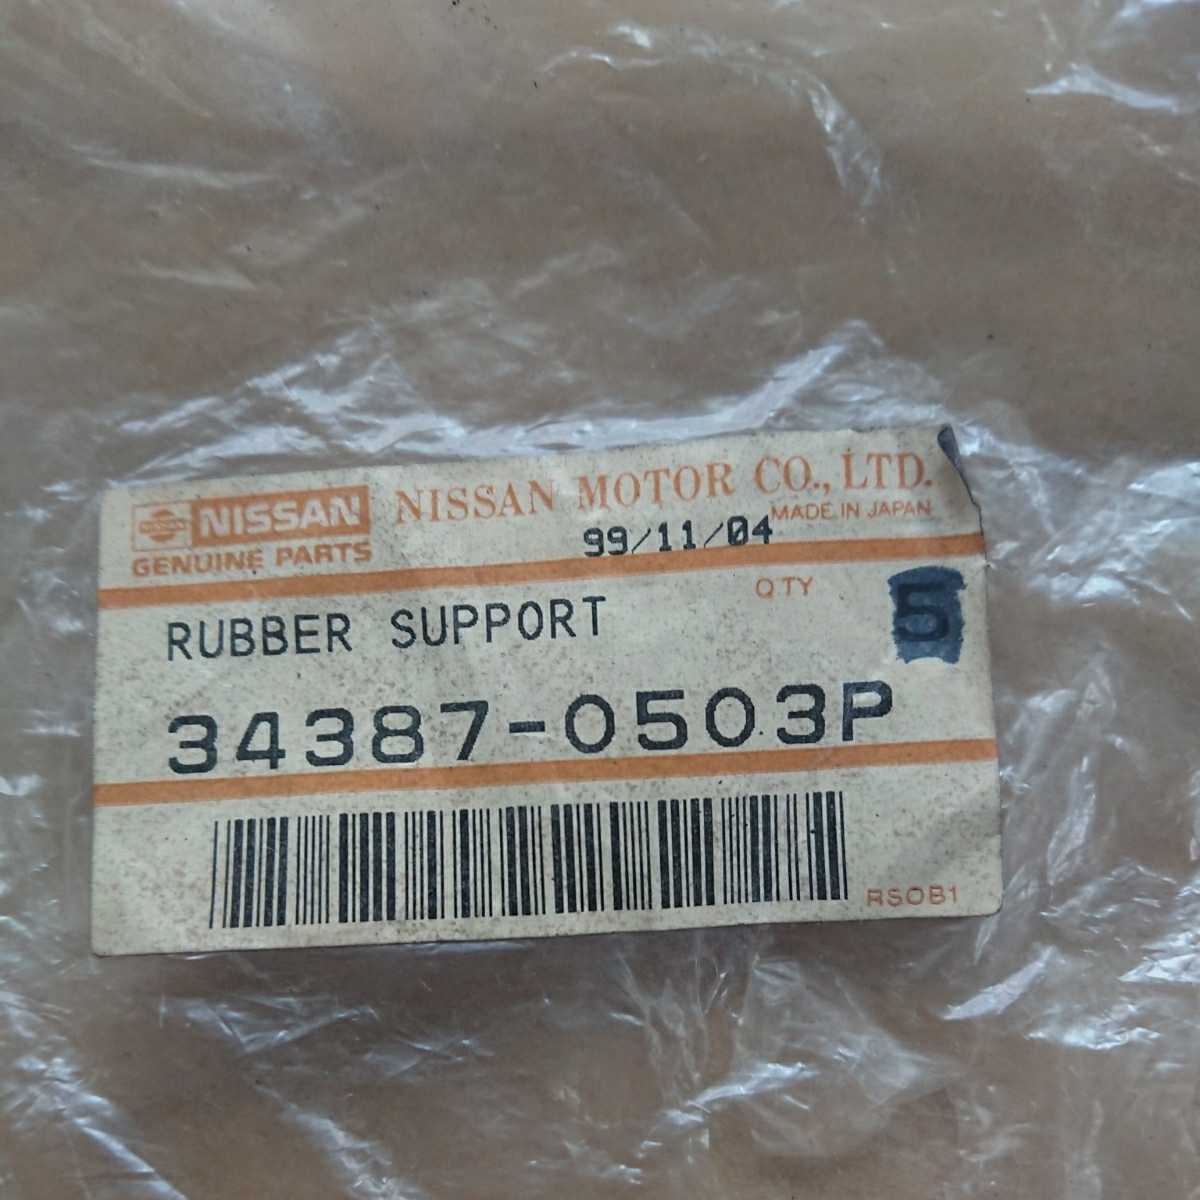 NISSAN
GENUINE PARTS
NISSAN MOTOR CO., LTD.
99/11/04
MADE IN JAPAN
QTY
5
RUBBER SUPPORT
34387-0503P
RSOB1